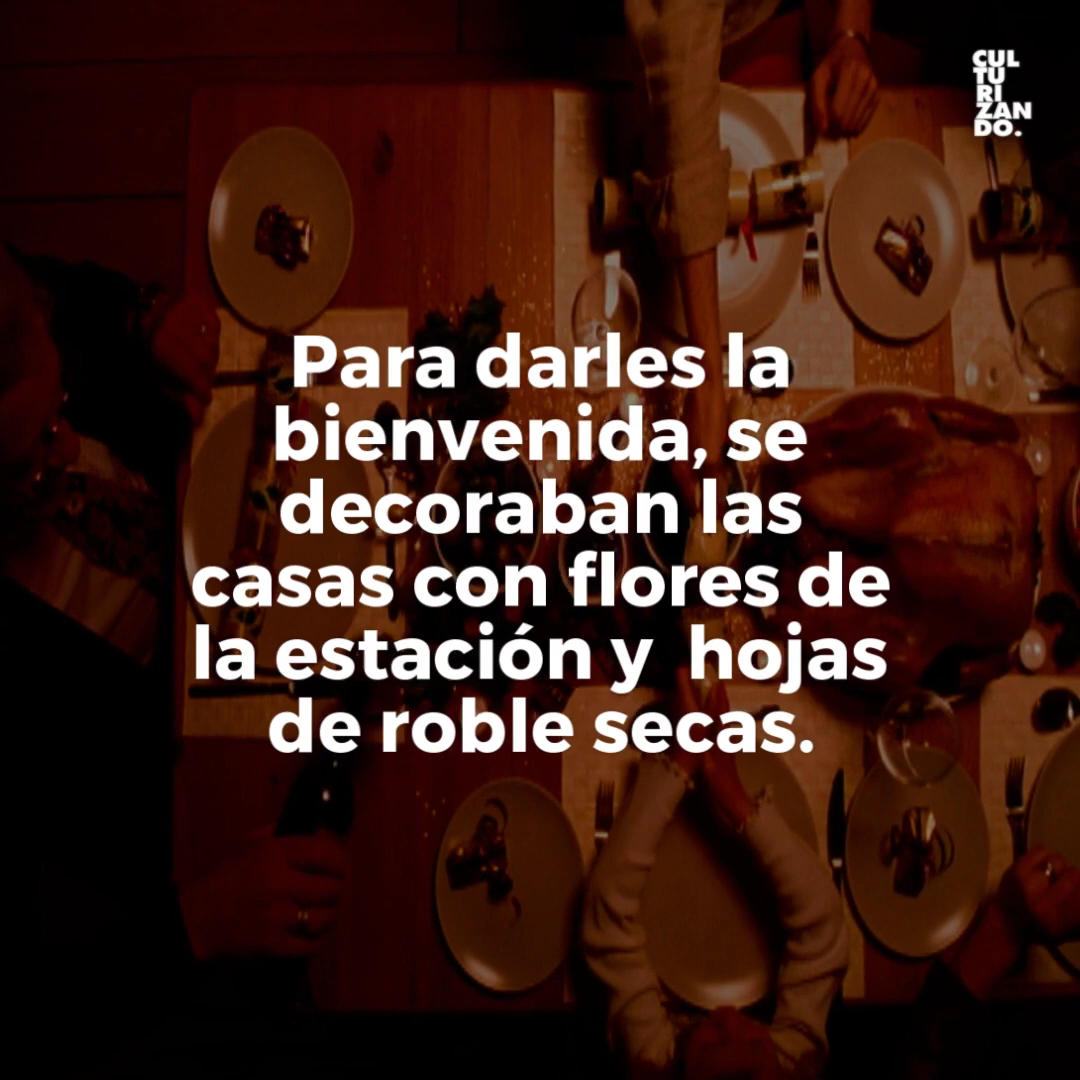 CUL
TU
RI
ZAN
DO.
Para darles la
bienvenida, se
decoraban las
casas con flores de
la estación y  hojas
de roble secas.